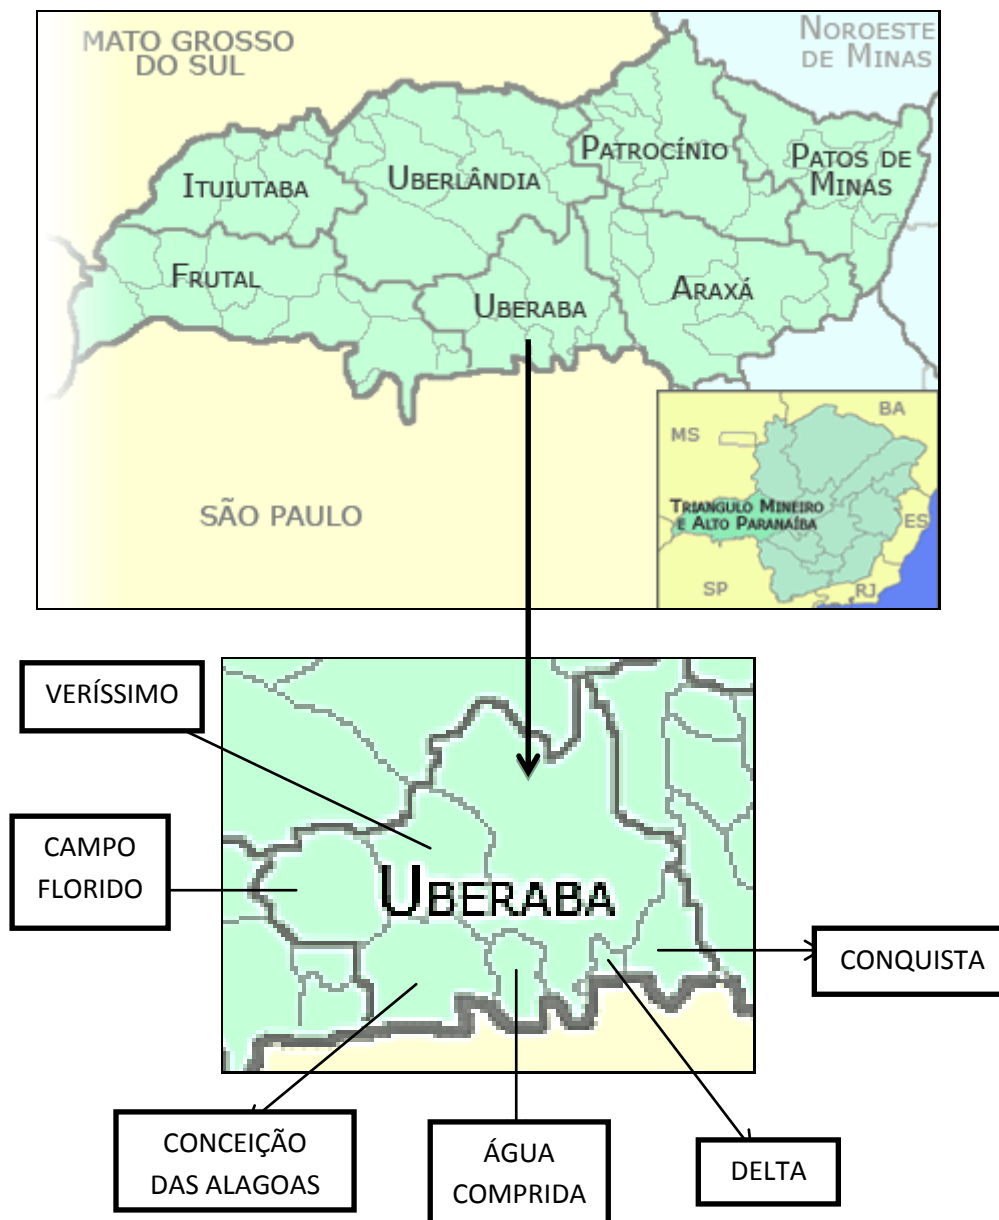 MATO GROSSO
DO SUL
NOROESTE
DE MINAS
PATROCÍNIO
PATOS DE
MINAS
ITUIUTABA
UBERLÂNDIA
FRUTAL
UBERABA
ARAXÁ
SÃO PAULO
BA
MS
TRIANGULO MINEIRO
E ALTO PARANAÍBA
ES
SP
RJ
VERÍSSIMO
CAMPO
FLORIDO
UBERABA
CONQUISTA
CONCEIÇÃO
DAS ALAGOAS
ÁGUA
COMPRIDA
DELTA